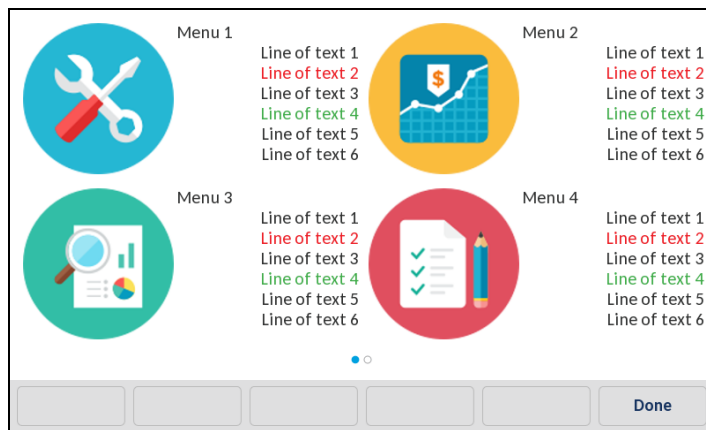 Menu 1
Line of text 1
Line of text 2
Line of text 3
Line of text 4
Line of text 5
Line of text 6
Menu 2
$
Line of text 1
Line of text 2
Line of text 3
Line of text 4
Line of text 5
Line of text 6
Menu 3
Line of text 1
Line of text 2
Line of text 3
Line of text 4
Line of text 5
Line of text 6
Menu 4
Line of text 1
Line of text 2
Line of text 3
Line of text 4
Line of text 5
Line of text 6
Done